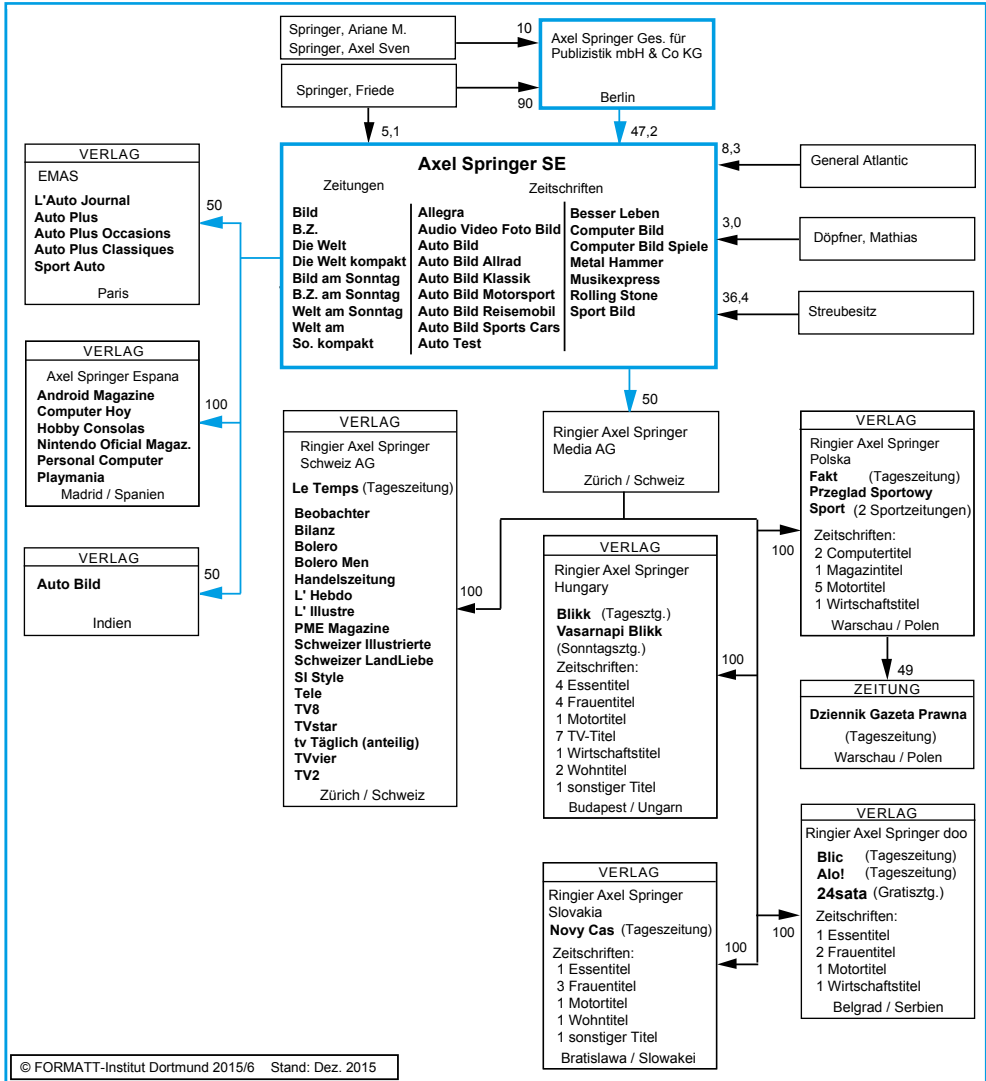 Springer, Ariane M.
Springer, Axel Sven
10
Axel Springer Ges. für
Publizistik mbH & Co KG
Berlin
Springer, Friede
90
5,1
47,2
Axel Springer SE
Zeitungen
Zeitschriften
Bild
B.Z.
Die Welt
Die Welt kompakt
Bild am Sonntag
B.Z. am Sonntag
Welt am Sonntag
Welt am
So. kompakt
Allegra
Audio Video Foto Bild
Auto Bild
Auto Bild Allrad
Auto Bild Klassik
Auto Bild Motorsport
Auto Bild Reisemobil
Auto Bild Sports Cars
Auto Test
Besser Leben
Computer Bild
Computer Bild Spiele
Metal Hammer
Musikexpress
Rolling Stone
Sport Bild
8,3
General Atlantic
3,0
Döpfner, Mathias
36,4
Streubesitz
VERLAG
EMAS
L'Auto Journal
Auto Plus
Auto Plus Occasions
Auto Plus Classiques
Sport Auto
Paris
50
VERLAG
Axel Springer Espana
Android Magazine
Computer Hoy
Hobby Consolas
Nintendo Oficial Magaz.
Personal Computer
Playmania
Madrid / Spanien
100
VERLAG
Auto Bild
Indien
50
50
Ringier Axel Springer
Media AG
Zürich / Schweiz
VERLAG
Ringier Axel Springer
Schweiz AG
Le Temps (Tageszeitung)
Beobachter
Bilanz
Bolero
Bolero Men
Handelszeitung
L' Hebdo
L' Illustre
PME Magazine
Schweizer Illustrierte
Schweizer LandLiebe
SI Style
Tele
TV8
TVstar
tv Täglich (anteilig)
TVvier
TV2
Zürich / Schweiz
100
VERLAG
Ringier Axel Springer
Hungary
Blikk (Tagesztg.)
Vasarnapi Blikk
(Sonntagsztg.)
Zeitschriften:
4 Essentitel
4 Frauentitel
1 Motortitel
7 TV-Titel
1 Wirtschaftstitel
2 Wohntitel
1 sonstiger Titel
Budapest / Ungarn
100
VERLAG
Ringier Axel Springer
Polska
Fakt (Tageszeitung)
Przeglad Sportowy
Sport (2 Sportzeitungen)
Zeitschriften:
2 Computertitel
1 Magazintitel
5 Motortitel
1 Wirtschaftstitel
Warschau / Polen
100
49
ZEITUNG
Dziennik Gazeta Prawna
(Tageszeitung)
Warschau / Polen
VERLAG
Ringier Axel Springer doo
Blic (Tageszeitung)
Alo! (Tageszeitung)
24sata (Gratisztg.)
Zeitschriften:
1 Essentitel
2 Frauentitel
1 Motortitel
1 Wirtschaftstitel
Belgrad / Serbien
100
VERLAG
Ringier Axel Springer
Slovakia
Novy Cas (Tageszeitung)
Zeitschriften:
1 Essentitel
3 Frauentitel
1 Motortitel
1 Wohntitel
1 sonstiger Titel
Bratislawa / Slowakei
100
© FORMATT-Institut Dortmund 2015/6 Stand: Dez. 2015